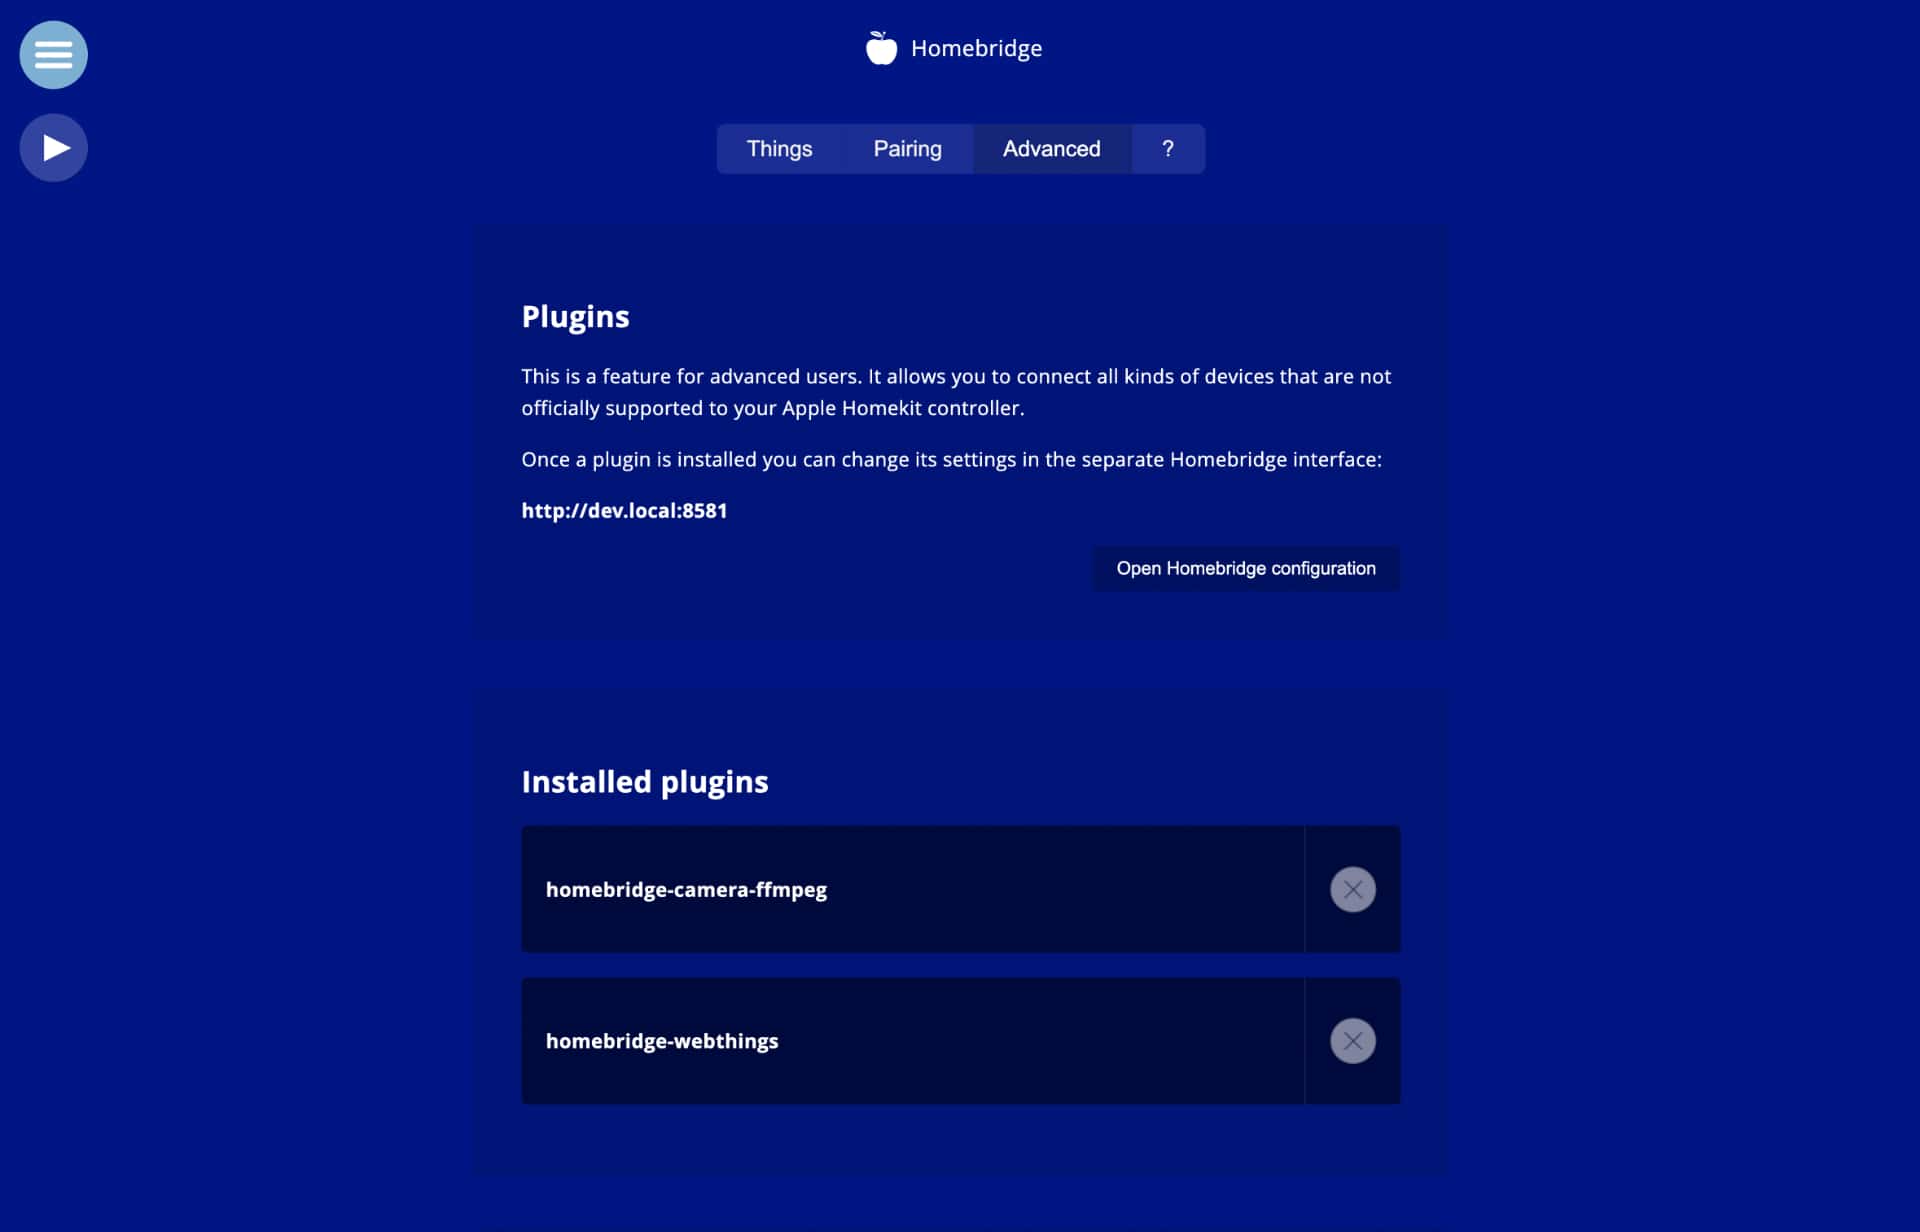 Homebridge
Things
Pairing
Advanced
?
Plugins
This is a feature for advanced users. It allows you to connect all kinds of devices that are not
officially supported to your Apple Homekit controller.
Once a plugin is installed you can change its settings in the separate Homebridge interface:
http://dev.local:8581
Open Homebridge configuration
Installed plugins
homebridge-camera-ffmpeg
homebridge-webthings